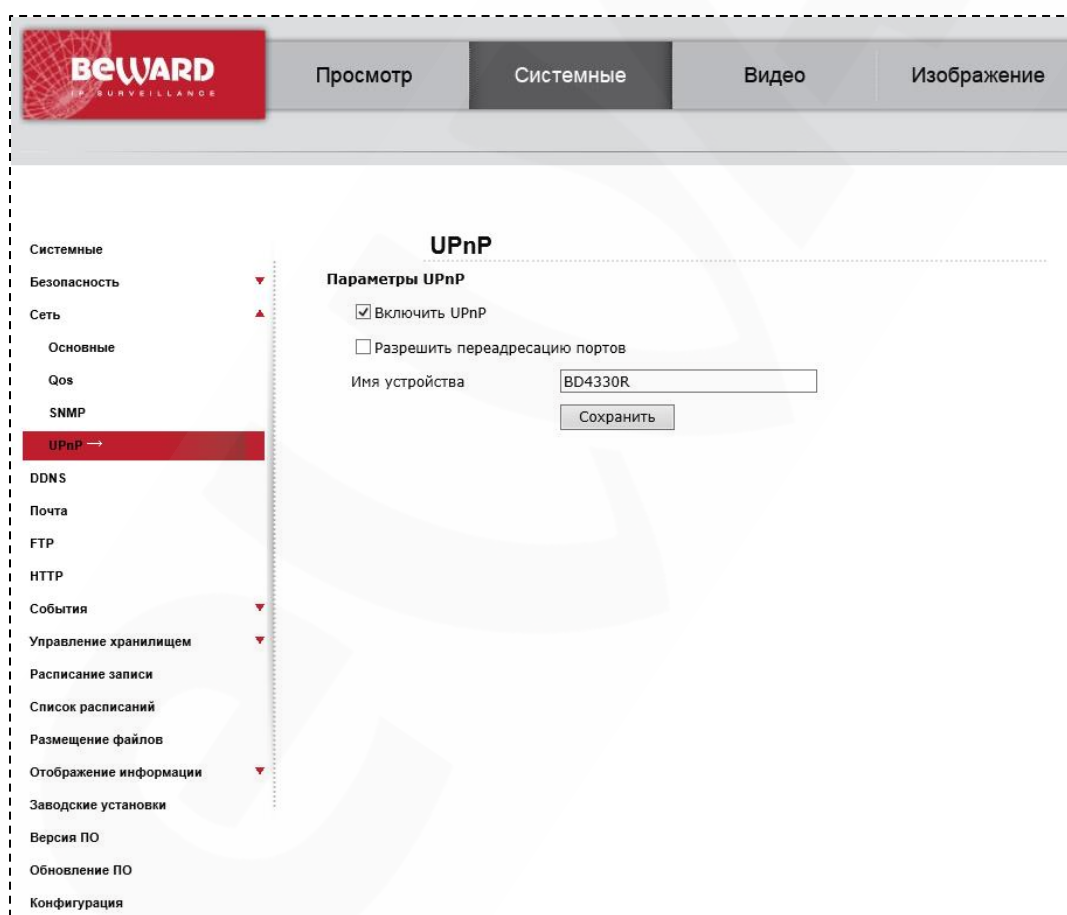 BEWARD
IP SURVEILLANCE
Просмотр
Системные
Видео
Изображение
Системные
Безопасность
Сеть
Основные
Qos
SNMP
UPnP →
DDNS
Почта
FTP
HTTP
События
Управление хранилищем
Расписание записи
Список расписаний
Размещение файлов
Отображение информации
Заводские установки
Версия ПО
Обновление ПО
Конфигурация
UPnP
Параметры UPnP
Включить UPnP
Разрешить переадресацию портов
Имя устройства BD4330R
Сохранить